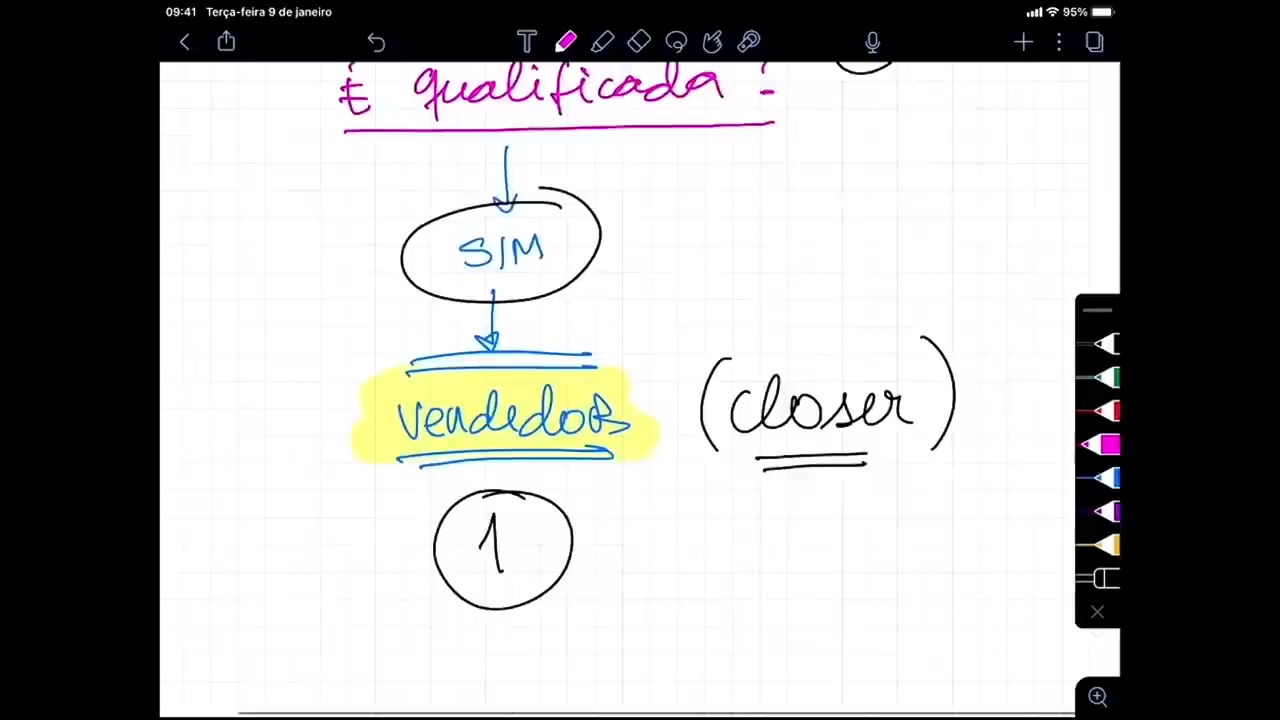 09:41 Terça-feira 9 de janeiro 95%
É qualificada ?
SIM
vendedor (closer)
1